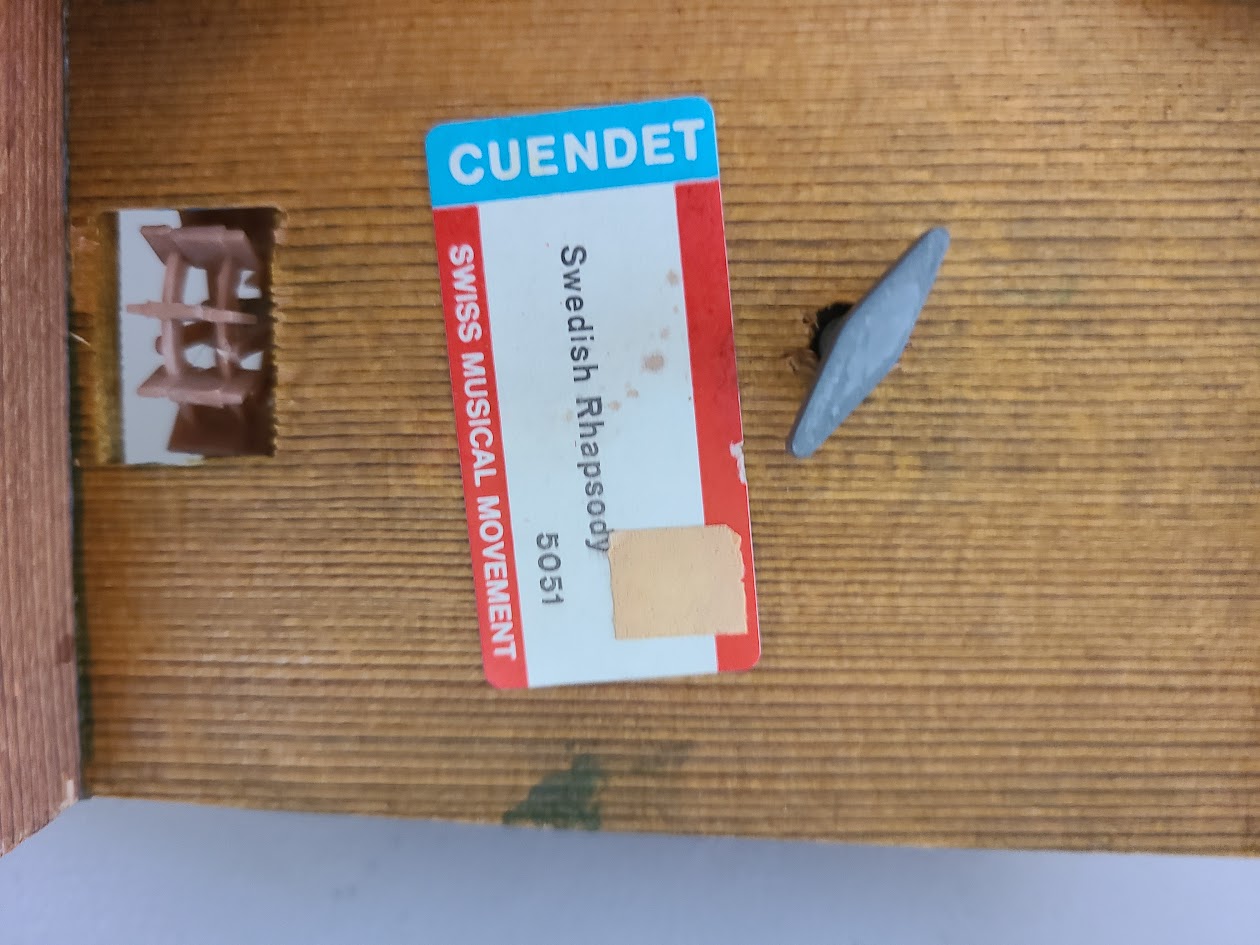 CUENDET
SWISS MUSICAL MOVEMENT
Swedish Rhapsody
5051